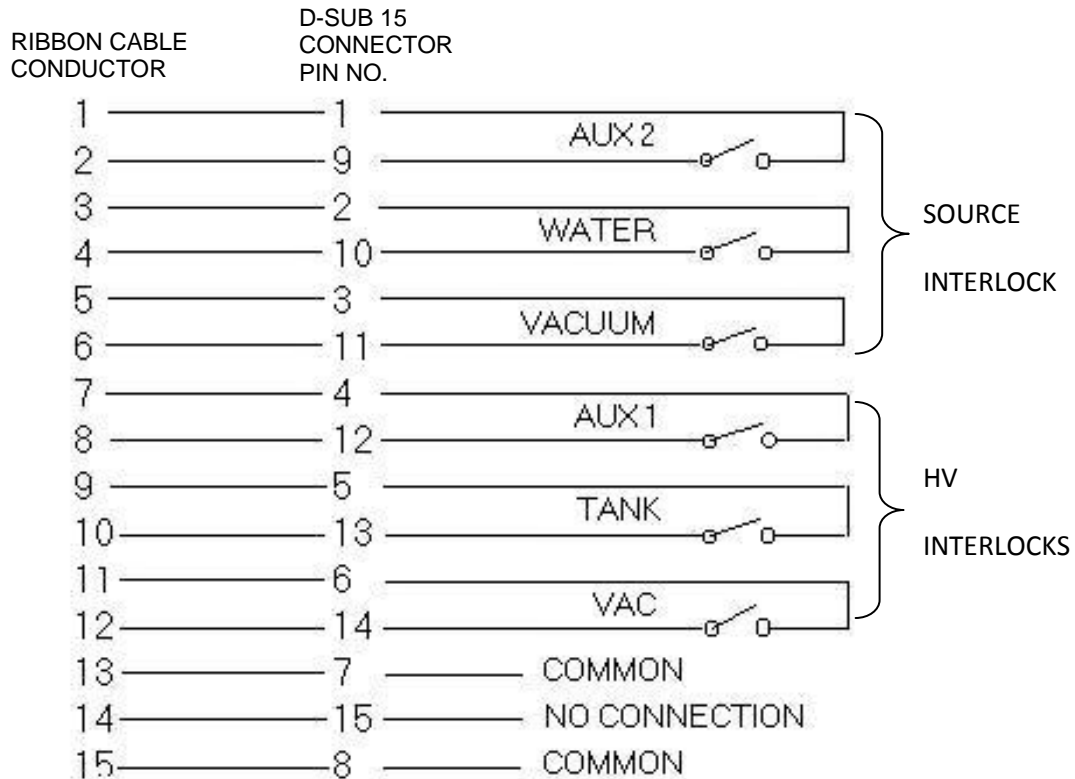 RIBBON CABLE
CONDUCTOR
D-SUB 15
CONNECTOR
PIN NO.
1 1
AUX 2
2 9
3 2
WATER
4 10
5 3
VACUUM
6 11
SOURCE
INTERLOCK
7 4
AUX 1
8 12
9 5
TANK
10 13
11 6
VAC
12 14
HV
INTERLOCKS
13 7 COMMON
14 15 NO CONNECTION
15 8 COMMON